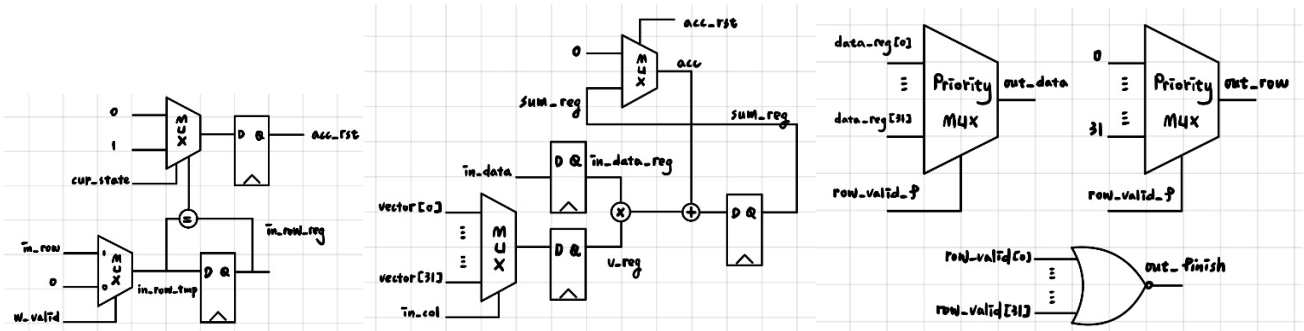 0
1
MUX
D Q
acc_rst
cur_state
=
in_row_reg
in_row
1
0
0
MUX
in_row_tmp
D Q
w_valid
acc_rst
0
MUX
acc
sum_reg
sum_reg
in_data
D Q
in_data_reg
vector[0]
MUX
x
+
D Q
D Q
v_reg
vector[31]
in_col
data_reg[0]
Priority
MUX
out_data
data_reg[31]
row_valid_f
0
Priority
MUX
out_row
31
row_valid_f
row_valid[0]
out_finish
row_valid[31]